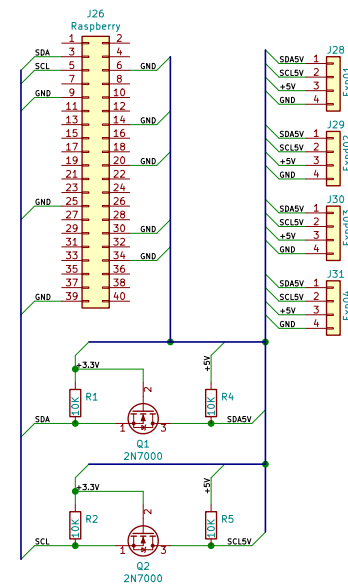 J26
Raspberry
1 2
SDA 3 4
SCL 5 6 GND
7 8
GND 9 10
11 12
13 14 GND
15 16
17 18
19 20 GND
21 22
23 24
GND 25 26
27 28
29 30 GND
31 32
33 34 GND
35 36
37 38
GND 39 40
J28
SDA5V 1
SCL5V 2
+5V 3
GND 4
J29
SDA5V 1
SCL5V 2
+5V 3
GND 4
J30
SDA5V 1
SCL5V 2
+5V 3
GND 4
J31
SDA5V 1
SCL5V 2
+5V 3
GND 4
+3.3V
+5V
R1
10K
2
R4
10K
SDA
1 3
SDA5V
Q1
2N7000
+3.3V
+5V
R2
10K
2
R5
10K
SCL
1 3
SCL5V
Q2
2N7000